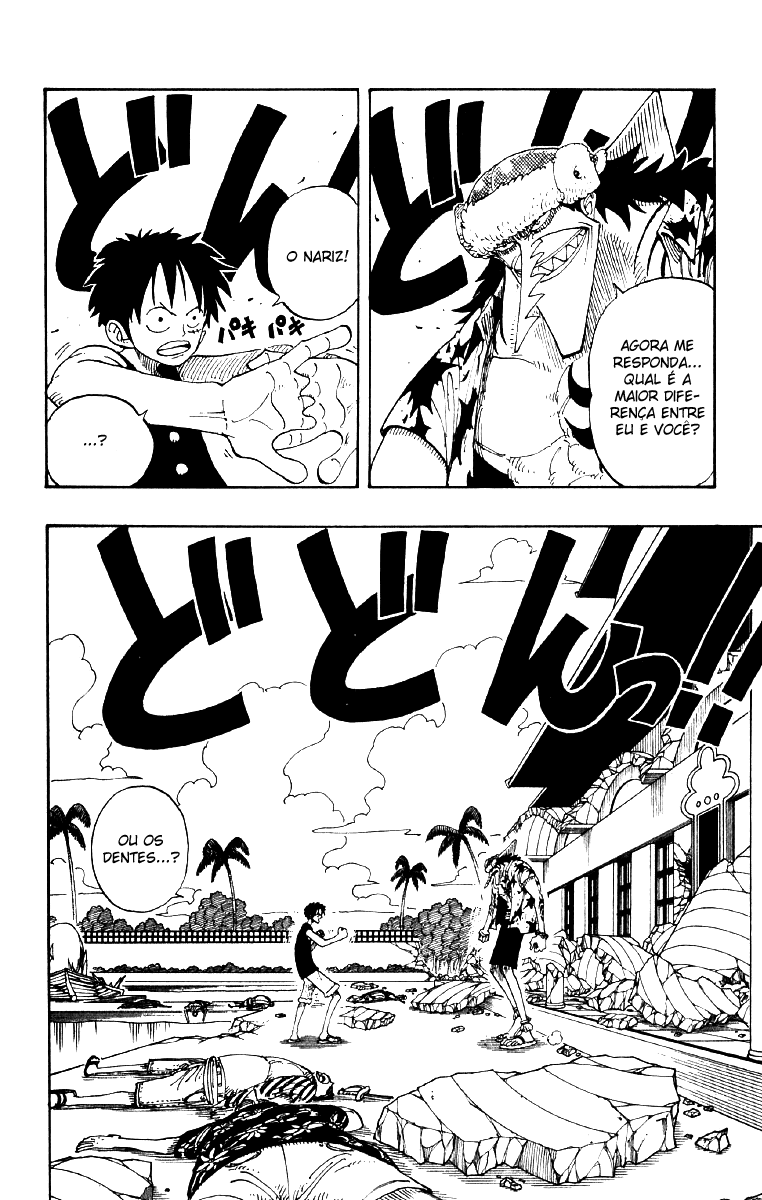 ど
AGORA ME
RESPONDA...
QUAL É A
MAIOR DIFE-
RENÇA ENTRE
EU E VOCÊ?
どん
O NARIZ!
パキ パキ
...?
どどんっ!!
OU OS
DENTES...?